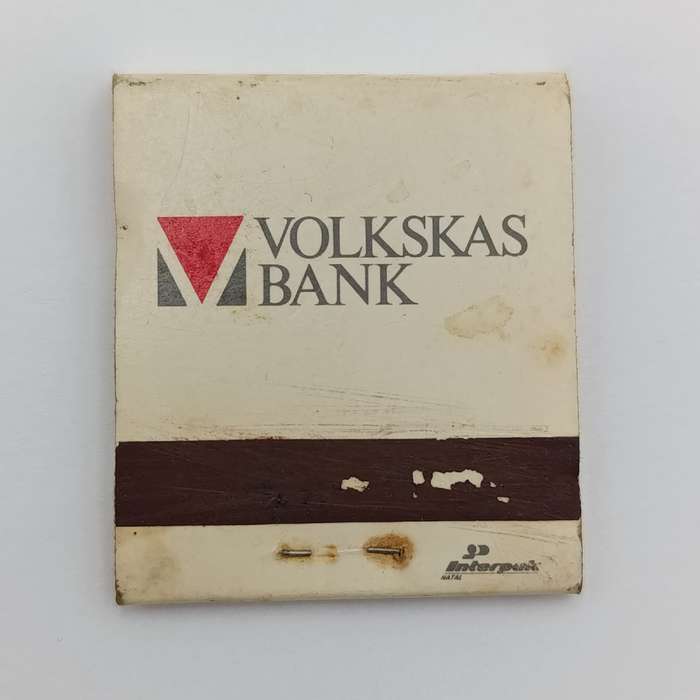 VOLKSKAS
BANK
Interpak
NATAL